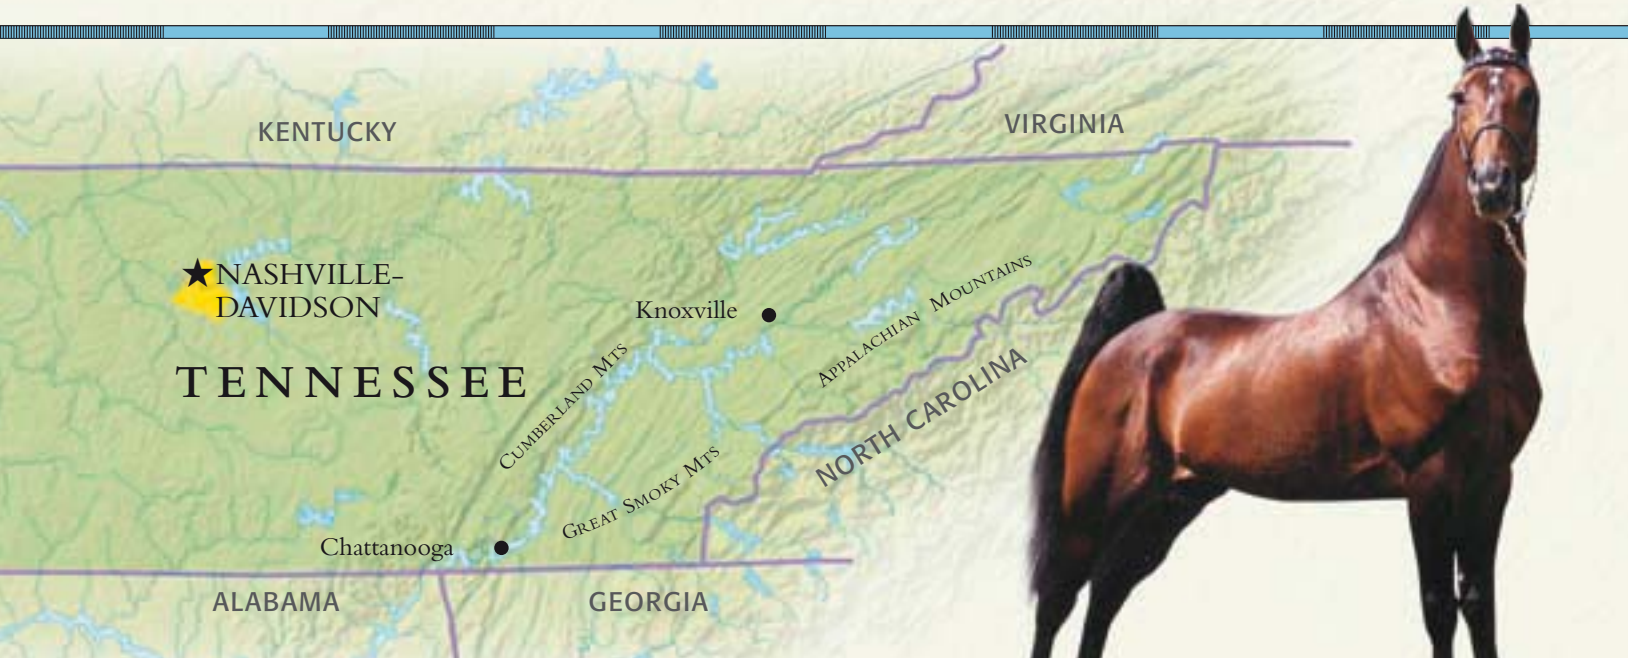 KENTUCKY
VIRGINIA
NASHVILLE-
DAVIDSON
Knoxville
APPALACHIAN MOUNTAINS
TENNESSEE
CUMBERLAND MTS
NORTH CAROLINA
GREAT SMOKY MTS
Chattanooga
ALABAMA
GEORGIA